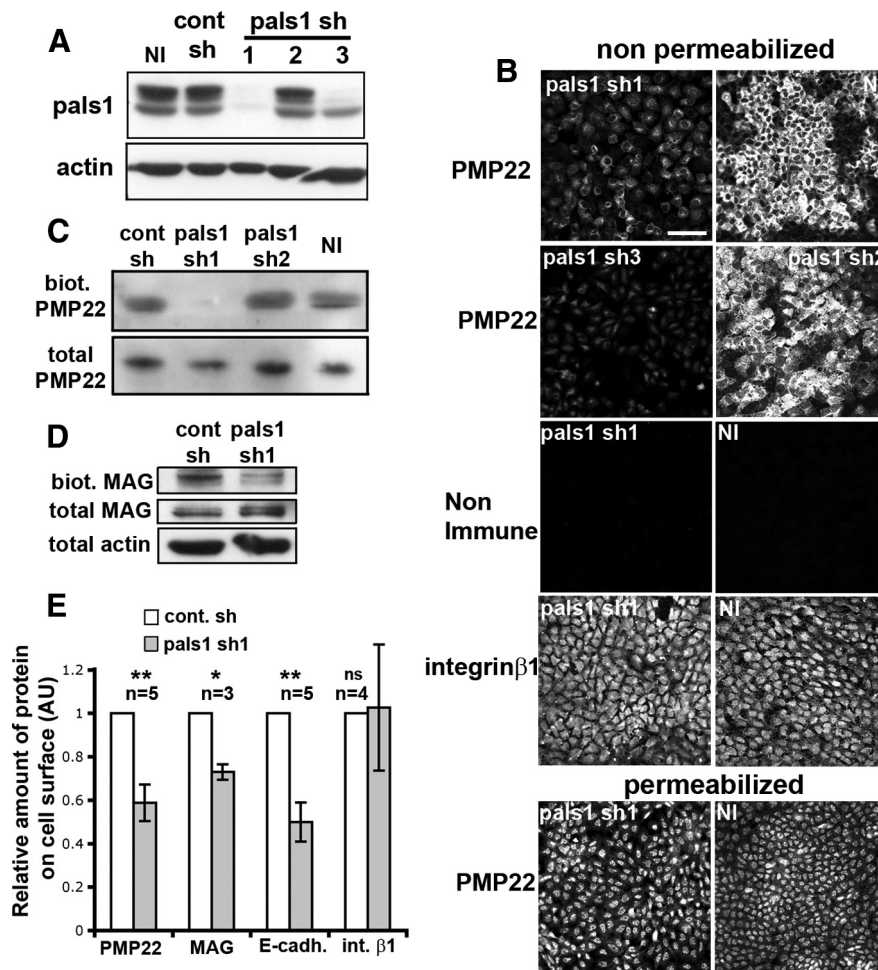 A
NI
cont
sh
pals1 sh
1 2 3
pals1
actin
B
non permeabilized
pals1 sh1
PMP22
pals1 sh3
pals1 sh2
PMP22
pals1 sh1
NI
Non
Immune
pals1 sh1
NI
integrinβ1
permeabilized
pals1 sh1
NI
PMP22
C
cont
sh
pals1
sh1
pals1
sh2
NI
biot.
PMP22
total
PMP22
D
cont
sh
pals1
sh1
biot. MAG
total MAG
total actin
E
cont. sh
pals1 sh1
Relative amount of protein
on cell surface (AU)
1.2
1
0.8
0.6
0.4
0.2
0
**
n=5
*
n=3
**
n=5
ns
n=4
PMP22
MAG
E-cadh.
int. β1